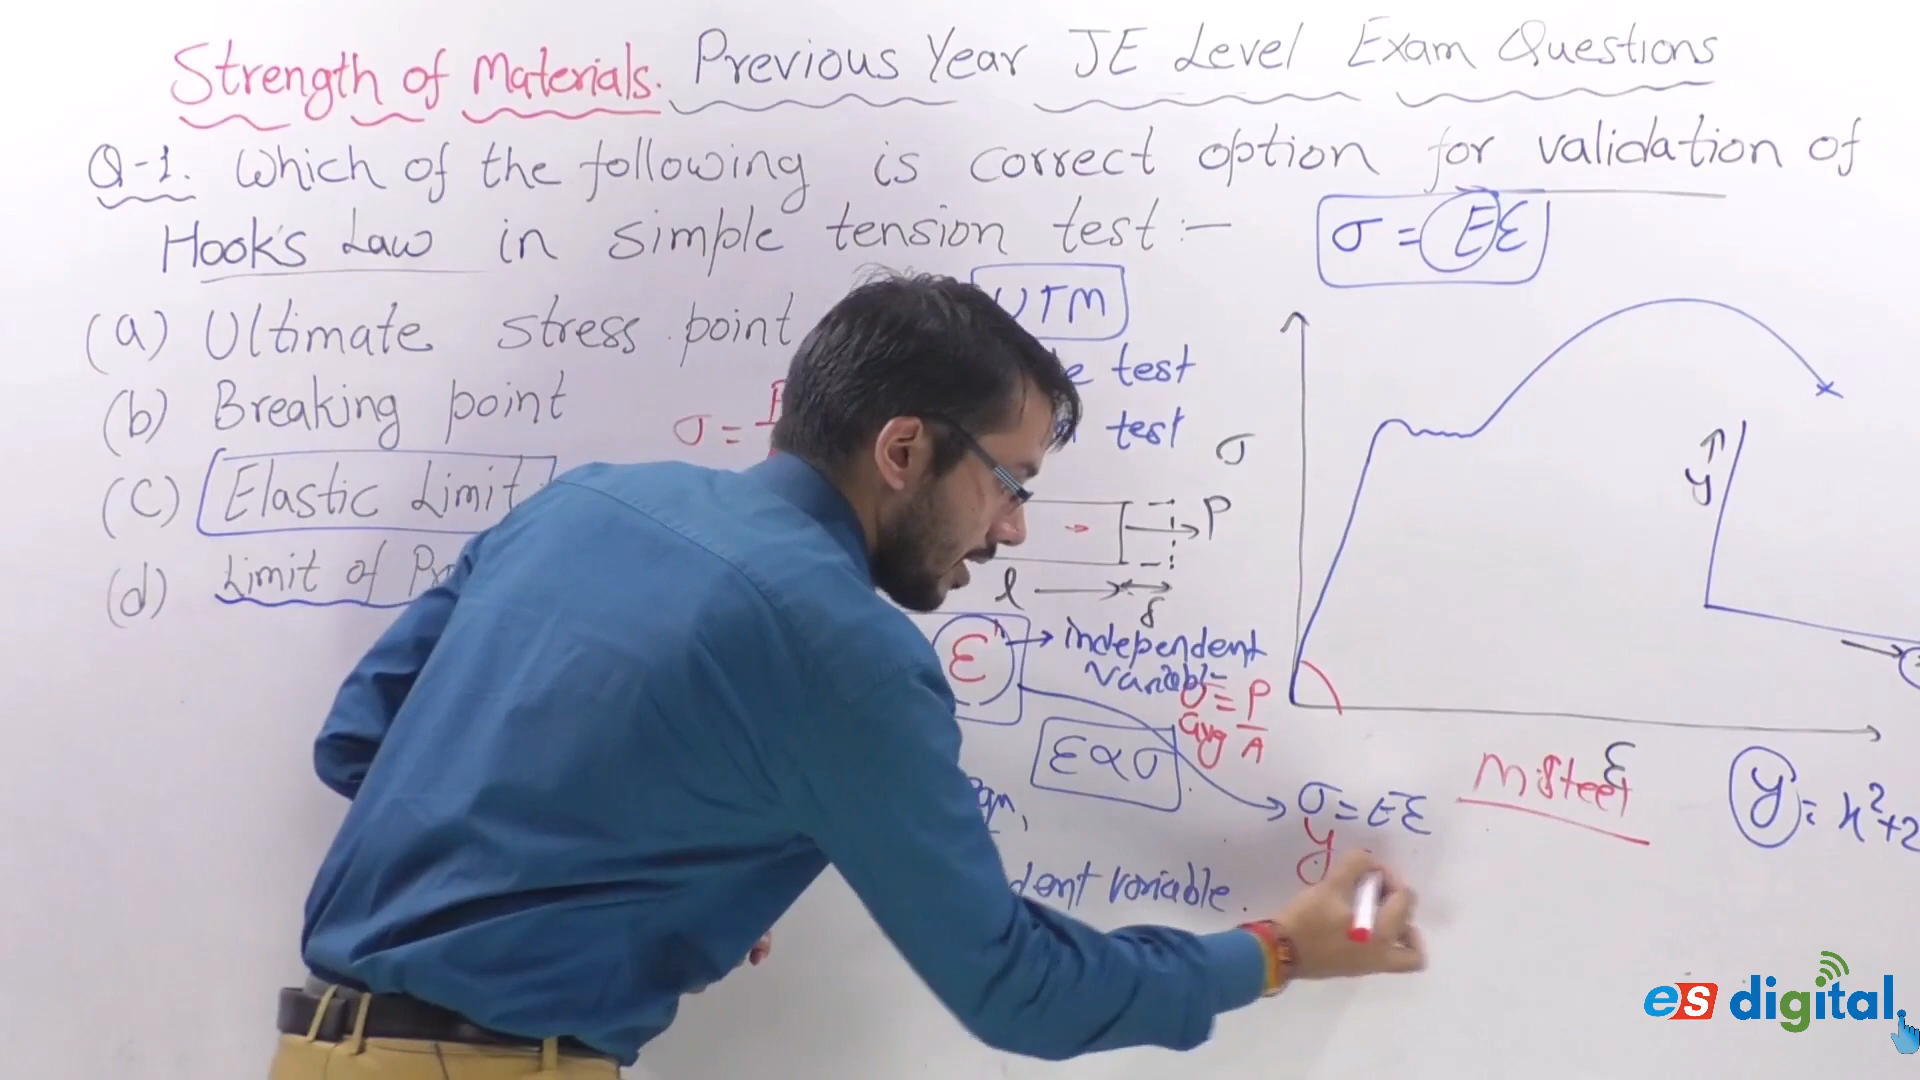 Strength of Materials. Previous Year JE Level Exam Questions
Q-1. Which of the following is correct option for validation of
Hook's Law in simple tension test :-
σ = Eε
(a) Ultimate stress point
(b) Breaking point
(c) Elastic Limit
(d) Limit of
σ =
UTM
test
test
P
l
δ
ε → independent
σavg = P/A
ε ∝ σ
σ = Eε
y
variable.
σ
ε
M. Steel
y
y = x²+2
es digital.